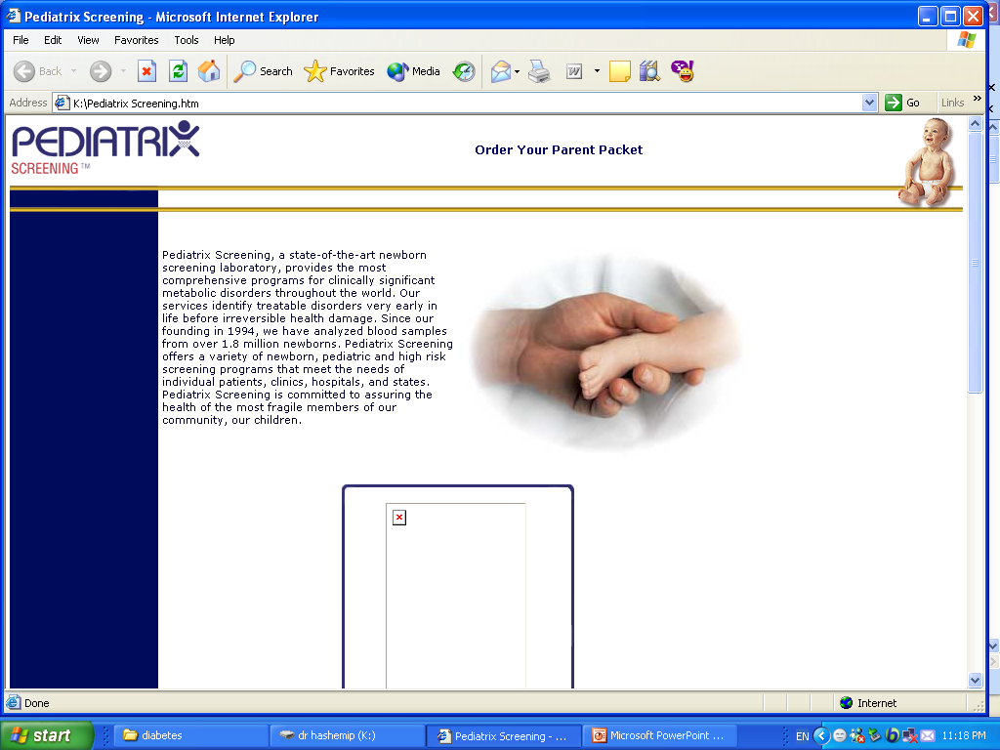 Pediatrix Screening - Microsoft Internet Explorer
File Edit View Favorites Tools Help
Back Search Favorites Media
Address K:\Pediatrix Screening.htm Go Links »
PEDIATRIX
SCREENING™
Order Your Parent Packet
Pediatrix Screening, a state-of-the-art newborn
screening laboratory, provides the most
comprehensive programs for clinically significant
metabolic disorders throughout the world. Our
services identify treatable disorders very early in
life before irreversible health damage. Since our
founding in 1994, we have analyzed blood samples
from over 1.8 million newborns. Pediatrix Screening
offers a variety of newborn, pediatric and high risk
screening programs that meet the needs of
individual patients, clinics, hospitals, and states.
Pediatrix Screening is committed to assuring the
health of the most fragile members of our
community, our children.
Done Internet
start diabetes dr hashemip (K:) Pediatrix Screening - ... Microsoft PowerPoint ... EN 11:18 PM